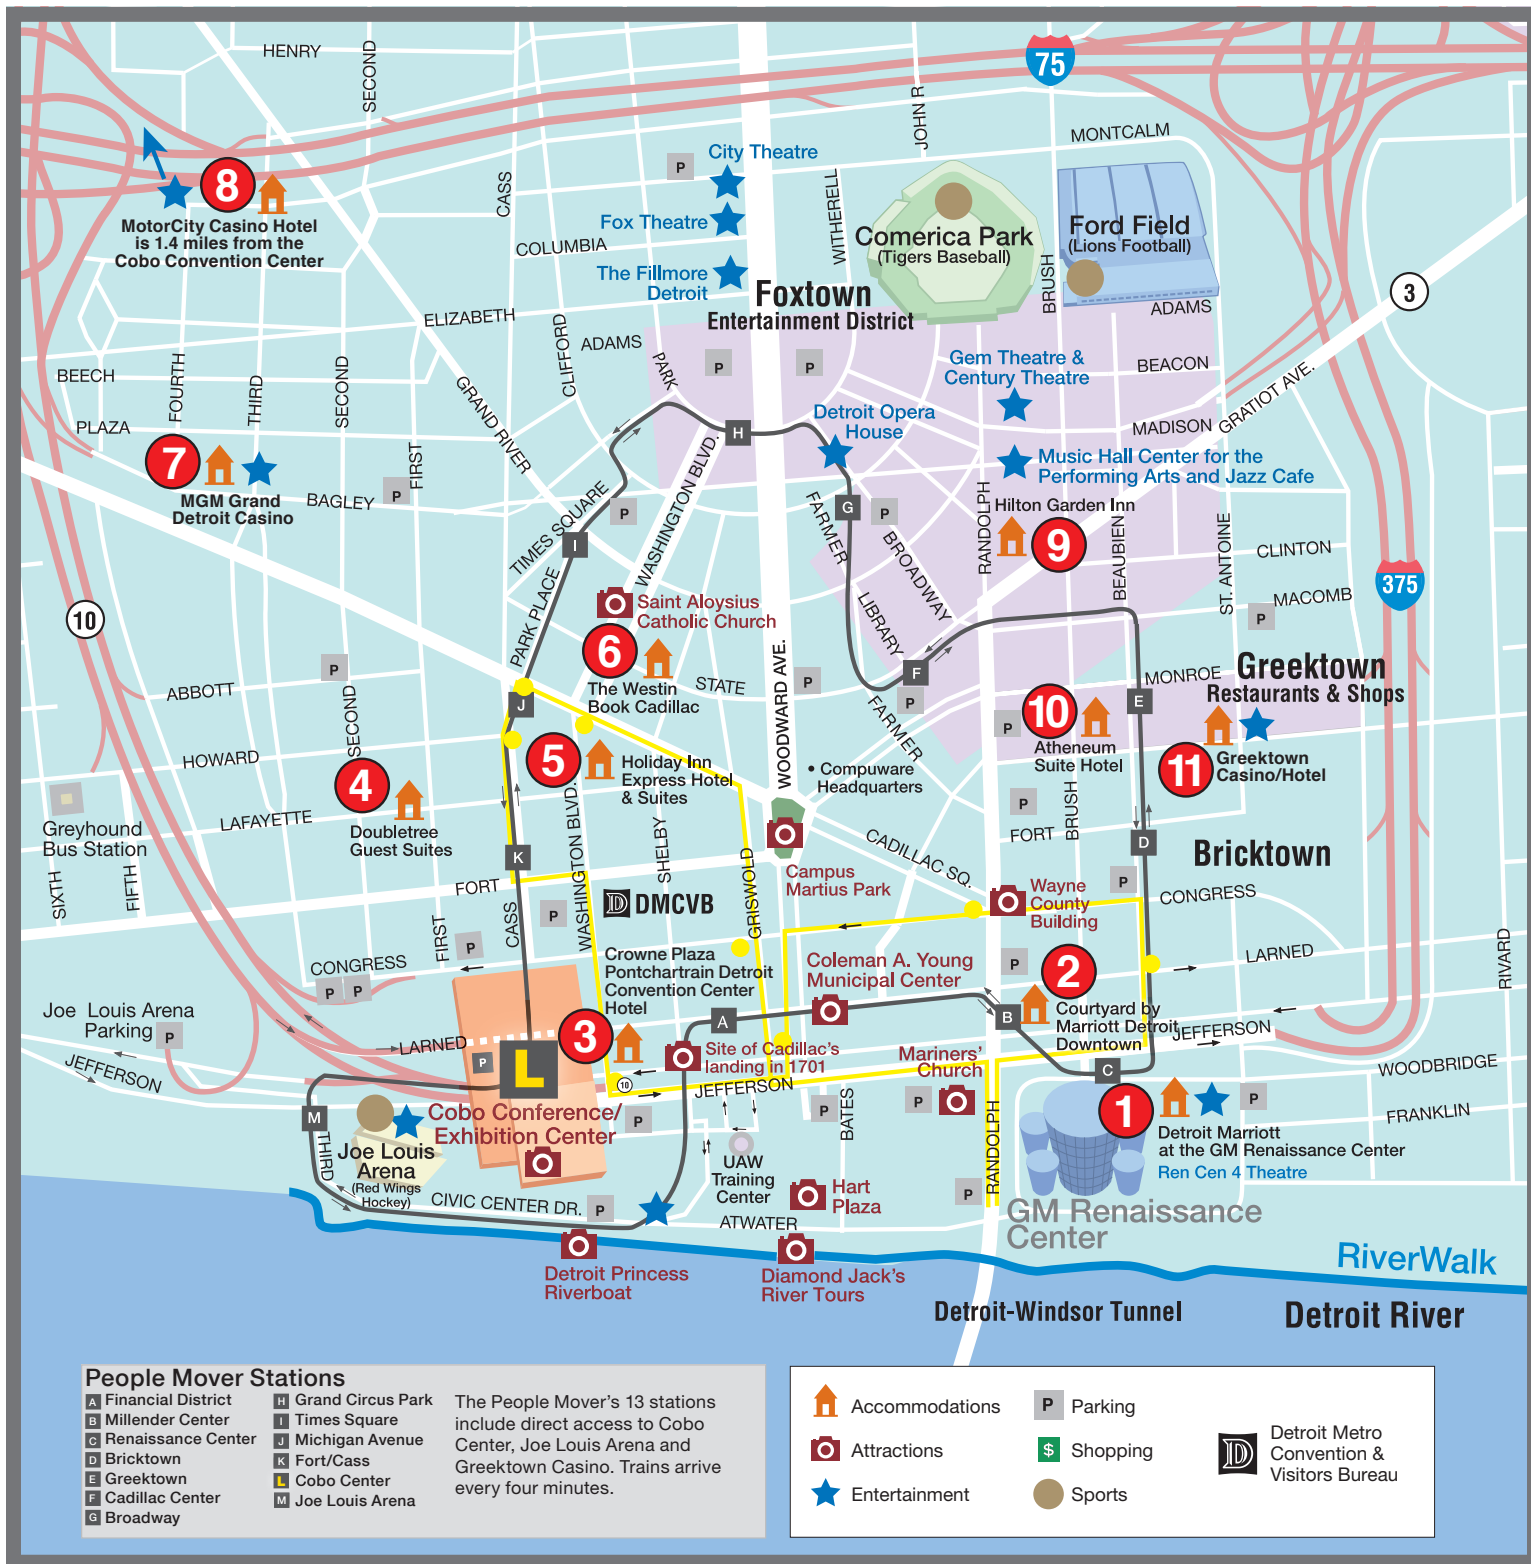 HENRY
SECOND
75
JOHN R
MONTCALM
P
City Theatre
8
CASS
Fox Theatre
WITHERELL
Comerica Park
(Tigers Baseball)
Ford Field
(Lions Football)
MotorCity Casino Hotel
is 1.4 miles from the
Cobo Convention Center
COLUMBIA
The Fillmore
Detroit
BRUSH
3
Foxtown
Entertainment District
ADAMS
ELIZABETH
CLIFFORD
ADAMS
PARK
P
P
Gem Theatre &
Century Theatre
BEACON
BEECH
FOURTH
THIRD
SECOND
GRAND RIVER
GRATIOT AVE.
PLAZA
Detroit Opera
House
MADISON
H
WASHINGTON BLVD.
7
FIRST
Music Hall Center for the
Performing Arts and Jazz Cafe
MGM Grand
Detroit Casino
BAGLEY
P
TIMES SQUARE
P
FARMER
G
P
RANDOLPH
Hilton Garden Inn
9
I
BROADWAY
BEAUBIEN
ST. ANTOINE
CLINTON
375
PARK PLACE
Saint Aloysius
Catholic Church
LIBRARY
MACOMB
P
10
6
WOODWARD AVE.
P
The Westin
Book Cadillac
STATE
P
F
P
MONROE
Greektown
Restaurants & Shops
ABBOTT
SECOND
J
FARMER
P
10
E
Atheneum
Suite Hotel
HOWARD
5
Holiday Inn
Express Hotel
& Suites
• Compuware
Headquarters
11
Greektown
Casino/Hotel
4
P
BRUSH
Greyhound
Bus Station
LAFAYETTE
Doubletree
Guest Suites
WASHINGTON BLVD.
SHELBY
FORT
D
Bricktown
K
CADILLAC SQ.
SIXTH
FIFTH
FORT
GRISWOLD
Campus
Martius Park
Wayne
County
Building
P
CONGRESS
DMCVB
FIRST
CASS
P
P
Crowne Plaza
Pontchartrain Detroit
Convention Center
Hotel
Coleman A. Young
Municipal Center
P
2
LARNED
RIVARD
CONGRESS
P
P
Joe Louis Arena
Parking
P
Courtyard by
Marriott Detroit
Downtown
A
B
3
JEFFERSON
LARNED
P
L
Site of Cadillac's
landing in 1701
Mariners'
Church
C
WOODBRIDGE
JEFFERSON
10
JEFFERSON
M
Cobo Conference/
Exhibition Center
P
P
BATES
P
RANDOLPH
1
P
FRANKLIN
THIRD
Joe Louis
Arena
(Red Wings
Hockey)
UAW
Training
Center
Detroit Marriott
at the GM Renaissance Center
Ren Cen 4 Theatre
CIVIC CENTER DR.
P
Hart
Plaza
P
ATWATER
GM Renaissance
Center
RiverWalk
Detroit Princess
Riverboat
Diamond Jack's
River Tours
Detroit-Windsor Tunnel
Detroit River
People Mover Stations
A Financial District
B Millender Center
C Renaissance Center
D Bricktown
E Greektown
F Cadillac Center
G Broadway
H Grand Circus Park
I Times Square
J Michigan Avenue
K Fort/Cass
L Cobo Center
M Joe Louis Arena
The People Mover's 13 stations
include direct access to Cobo
Center, Joe Louis Arena and
Greektown Casino. Trains arrive
every four minutes.
Accommodations
Attractions
Entertainment
P Parking
$ Shopping
Sports
D
Detroit Metro
Convention &
Visitors Bureau